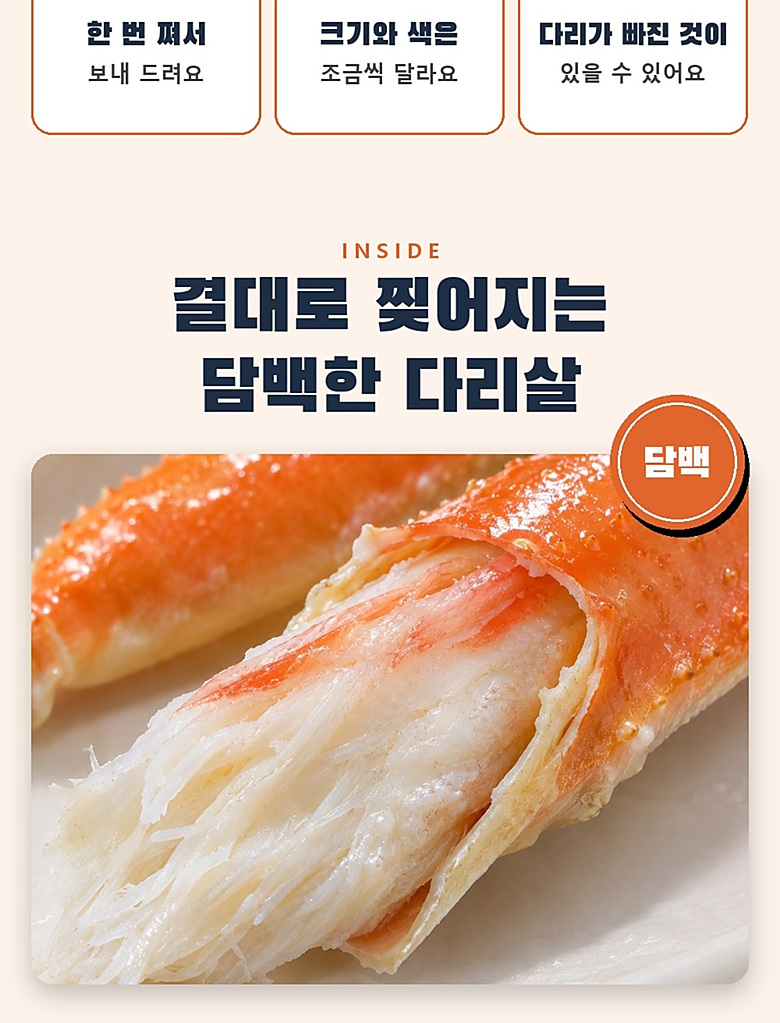 한 번 쪄서
보내 드려요
크기와 색은
조금씩 달라요
다리가 빠진 것이
있을 수 있어요
INSIDE
결대로 찢어지는
담백한 다리살
담백